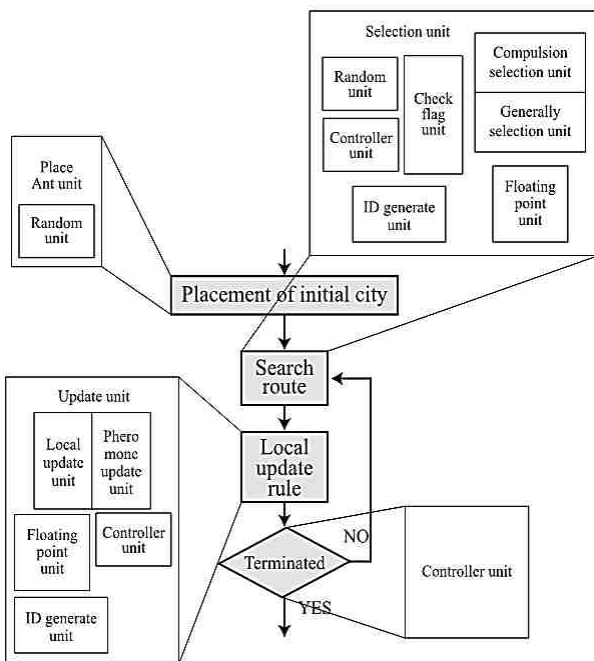 Selection unit
Random
unit
Controller
unit
Check
flag
unit
Compulsion
selection unit
Generally
selection unit
ID generate
unit
Floating
point
unit
Place
Ant unit
Random
unit
Placement of initial city
Search
route
Update unit
Local
update
unit
Phero
mone
update
unit
Floating
point
unit
Controller
unit
ID generate
unit
Local
update
rule
NO
Terminated
YES
Controller unit